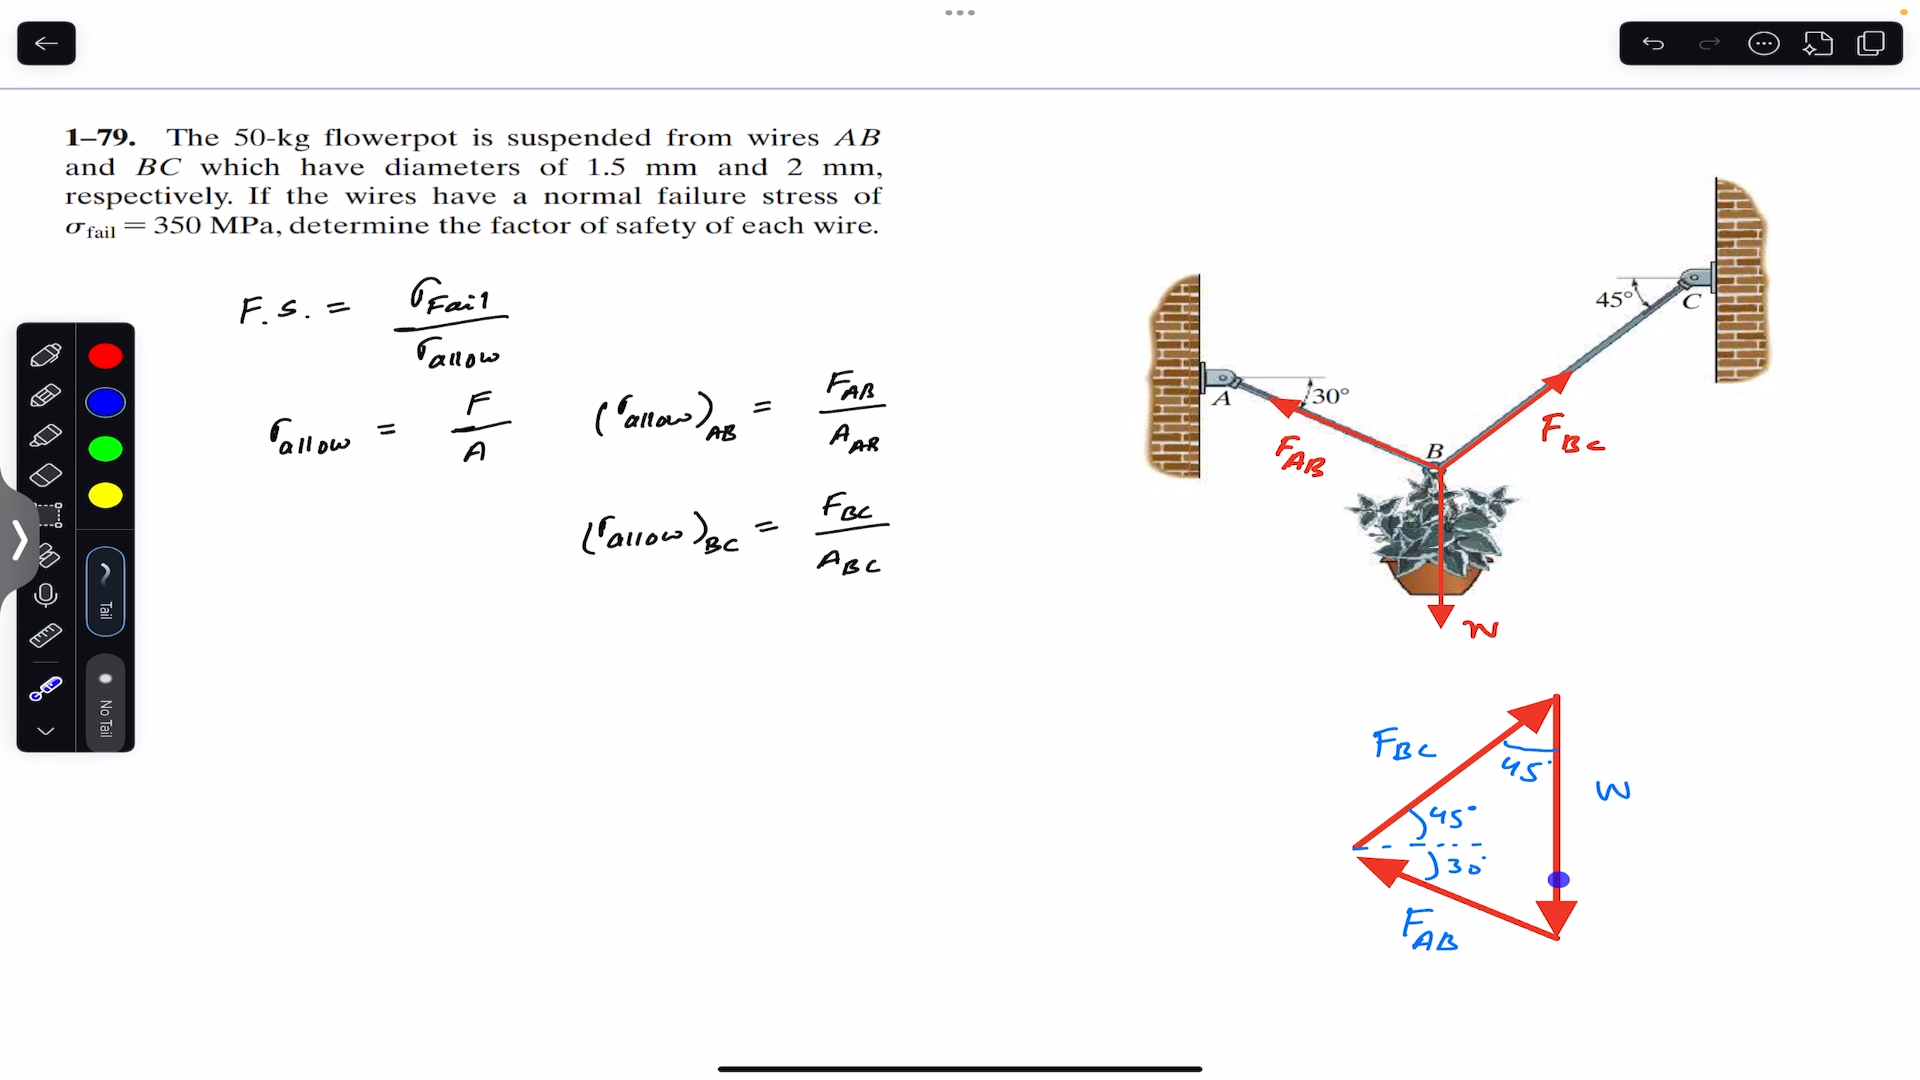 1–79. The 50-kg flowerpot is suspended from wires AB
and BC which have diameters of 1.5 mm and 2 mm,
respectively. If the wires have a normal failure stress of
σfail = 350 MPa, determine the factor of safety of each wire.
F.S. = σFail / σallow
σallow = F / A
(σallow)AB = FAB / AAB
(σallow)BC = FBC / ABC
45°
C
A
30°
FBC
B
FAB
W
FBC
45°
W
45°
30°
FAB
Tail
No Tail